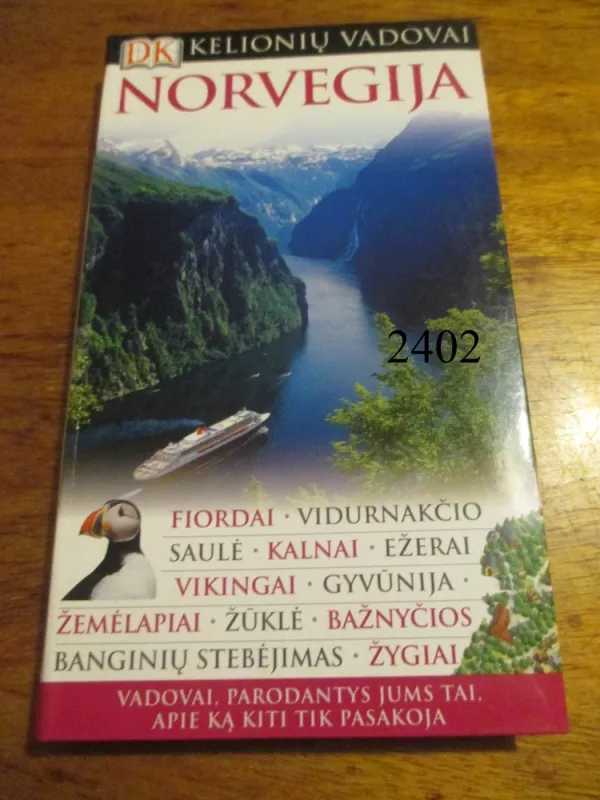 DK KELIONIŲ VADOVAI
NORVEGIJA
2402
FIORDAI · VIDURNAKČIO
SAULĖ · KALNAI · EŽERAI
VIKINGAI · GYVŪNIJA ·
ŽEMĖLAPIAI · ŽŪKLĖ · BAŽNYČIOS
BANGINIŲ STEBĖJIMAS · ŽYGIAI
VADOVAI, PARODANTYS JUMS TAI,
APIE KĄ KITI TIK PASAKOJA